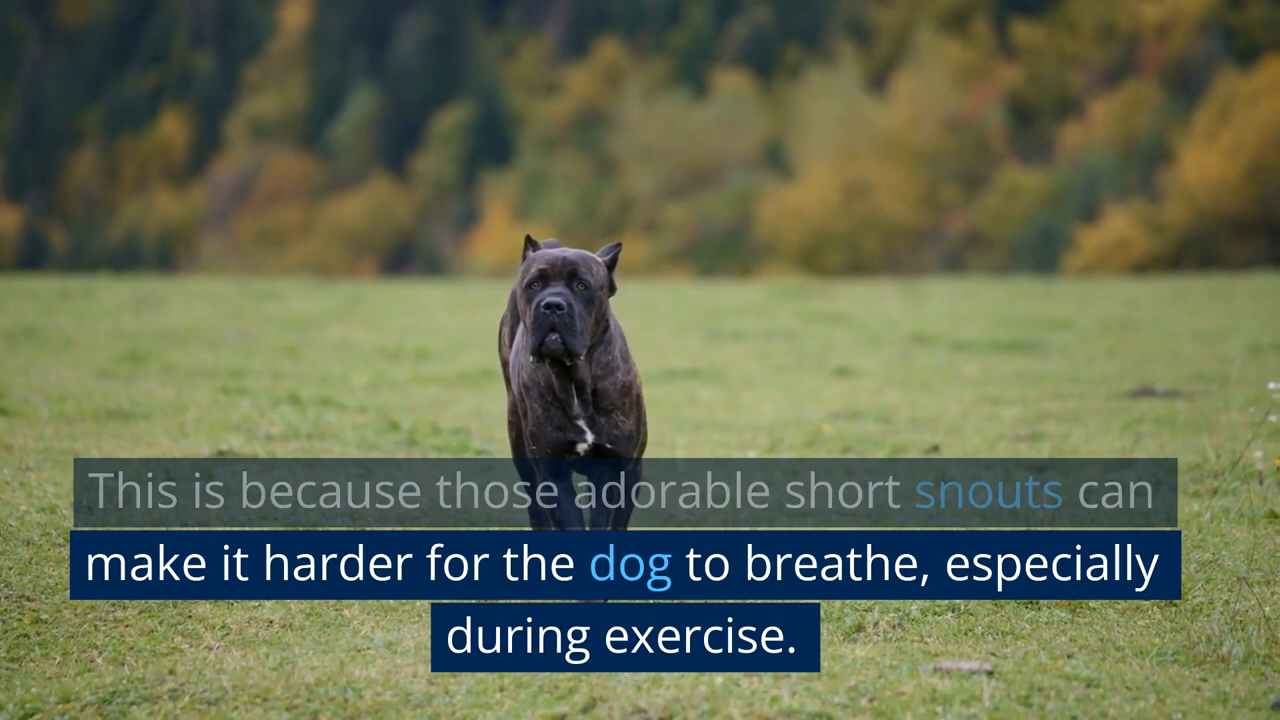 This is because those adorable short snouts can
make it harder for the dog to breathe, especially
during exercise.